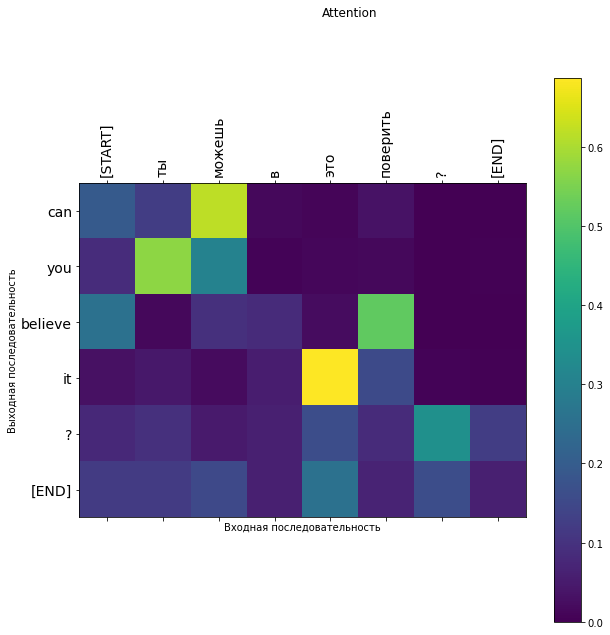 Attention
[START]
ты
можешь
в
это
поверить
?
[END]
can
you
believe
it
?
[END]
Выходная последовательность
Входная последовательность
0.6
0.5
0.4
0.3
0.2
0.1
0.0